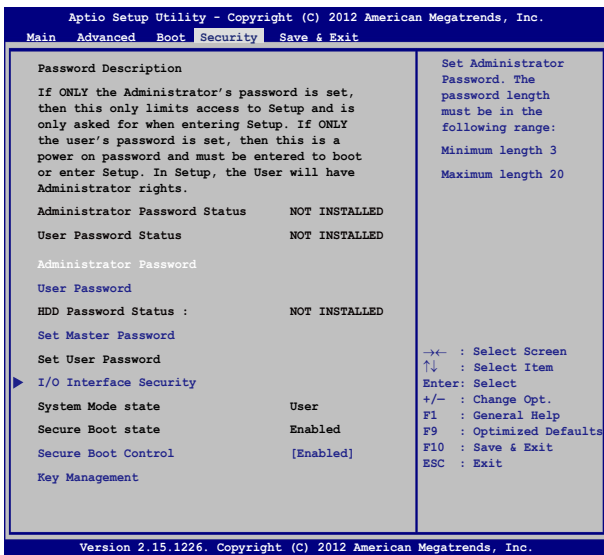 Aptio Setup Utility - Copyright (C) 2012 American Megatrends, Inc.
Main Advanced Boot Security Save & Exit
Password Description
If ONLY the Administrator's password is set,
then this only limits access to Setup and is
only asked for when entering Setup. If ONLY
the user's password is set, then this is a
power on password and must be entered to boot
or enter Setup. In Setup, the User will have
Administrator rights.
Administrator Password Status NOT INSTALLED
User Password Status NOT INSTALLED
Administrator Password
User Password
HDD Password Status : NOT INSTALLED
Set Master Password
Set User Password
I/O Interface Security
System Mode state User
Secure Boot state Enabled
Secure Boot Control [Enabled]
Key Management
Set Administrator
Password. The
password length
must be in the
following range:
Minimum length 3
Maximum length 20
→← : Select Screen
↑↓ : Select Item
Enter: Select
+/— : Change Opt.
F1 : General Help
F9 : Optimized Defaults
F10 : Save & Exit
ESC : Exit
Version 2.15.1226. Copyright (C) 2012 American Megatrends, Inc.